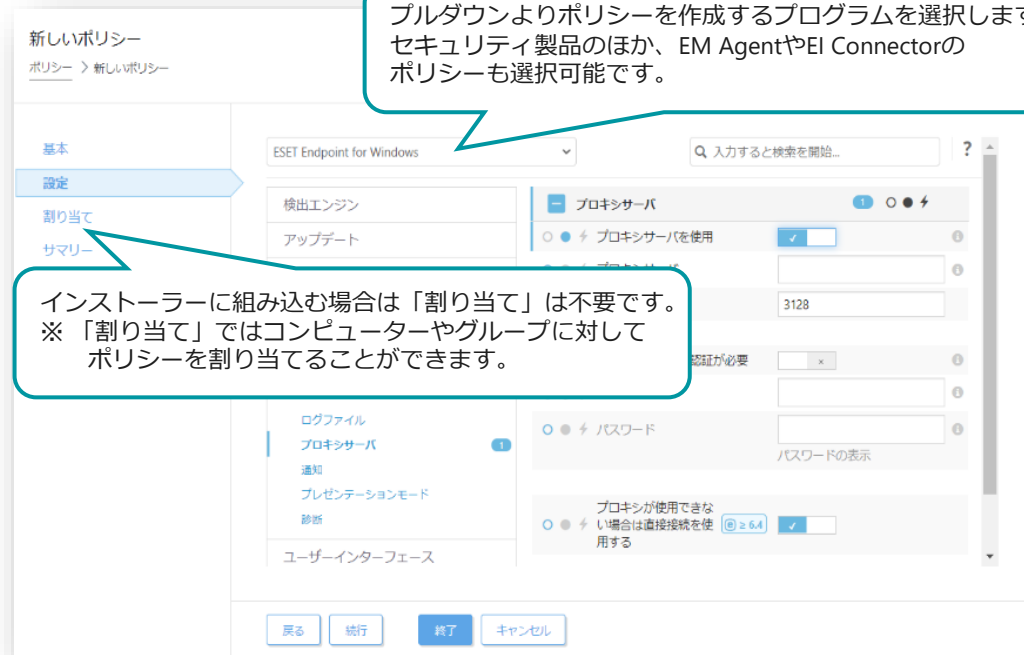 プルダウンよりポリシーを作成するプログラムを選択します
セキュリティ製品のほか、EM AgentやEI Connectorの
ポリシーも選択可能です。
新しいポリシー
ポリシー > 新しいポリシー
基本
設定
割り当て
サマリー
ESET Endpoint for Windows
入力すると検索を開始...
?
検出エンジン
アップデート
プロキシサーバ 1
プロキシサーバを使用
3128
インストーラーに組み込む場合は「割り当て」は不要です。
※ 「割り当て」ではコンピューターやグループに対して
ポリシーを割り当てることができます。
認証が必要
ログファイル
プロキシサーバ 1
通知
プレゼンテーションモード
診断
ユーザーインターフェース
パスワード
パスワードの表示
プロキシが使用できな
い場合は直接接続を使 ≥ 6.4
用する
戻る 続行 終了 キャンセル